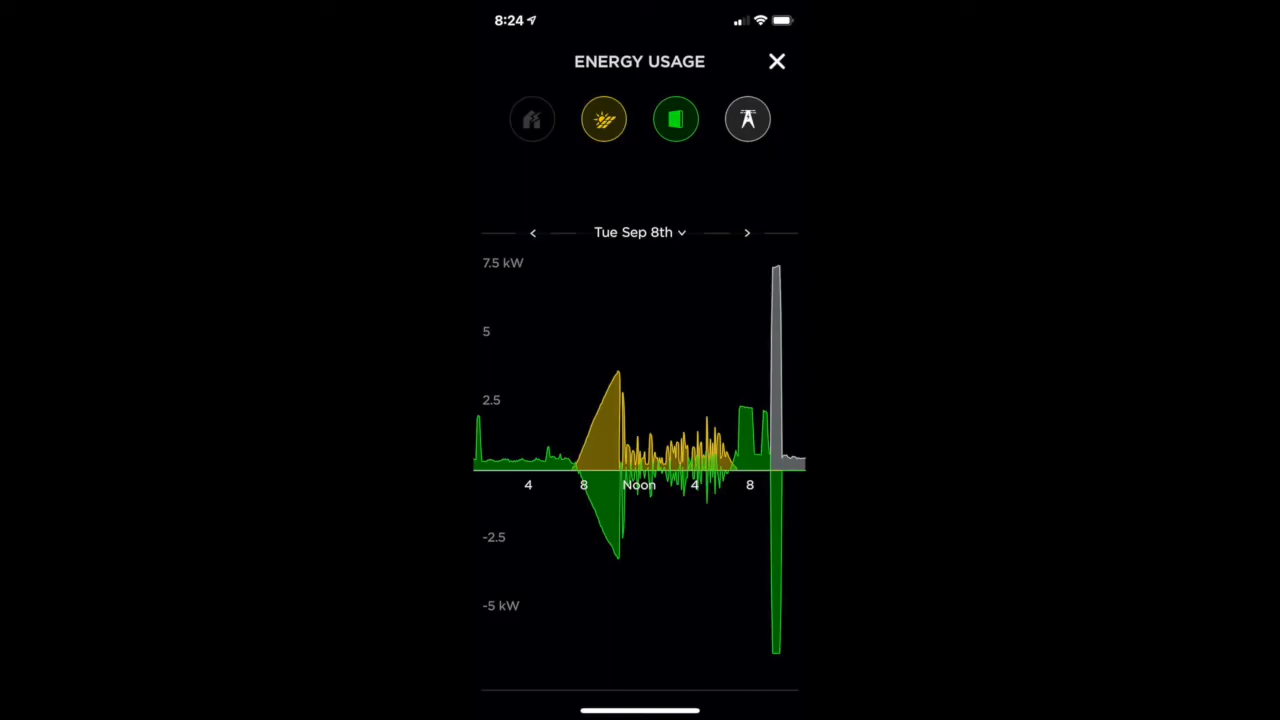 8:24
ENERGY USAGE
Tue Sep 8th
7.5 kW
5
2.5
4 8 Noon 4 8
-2.5
-5 kW